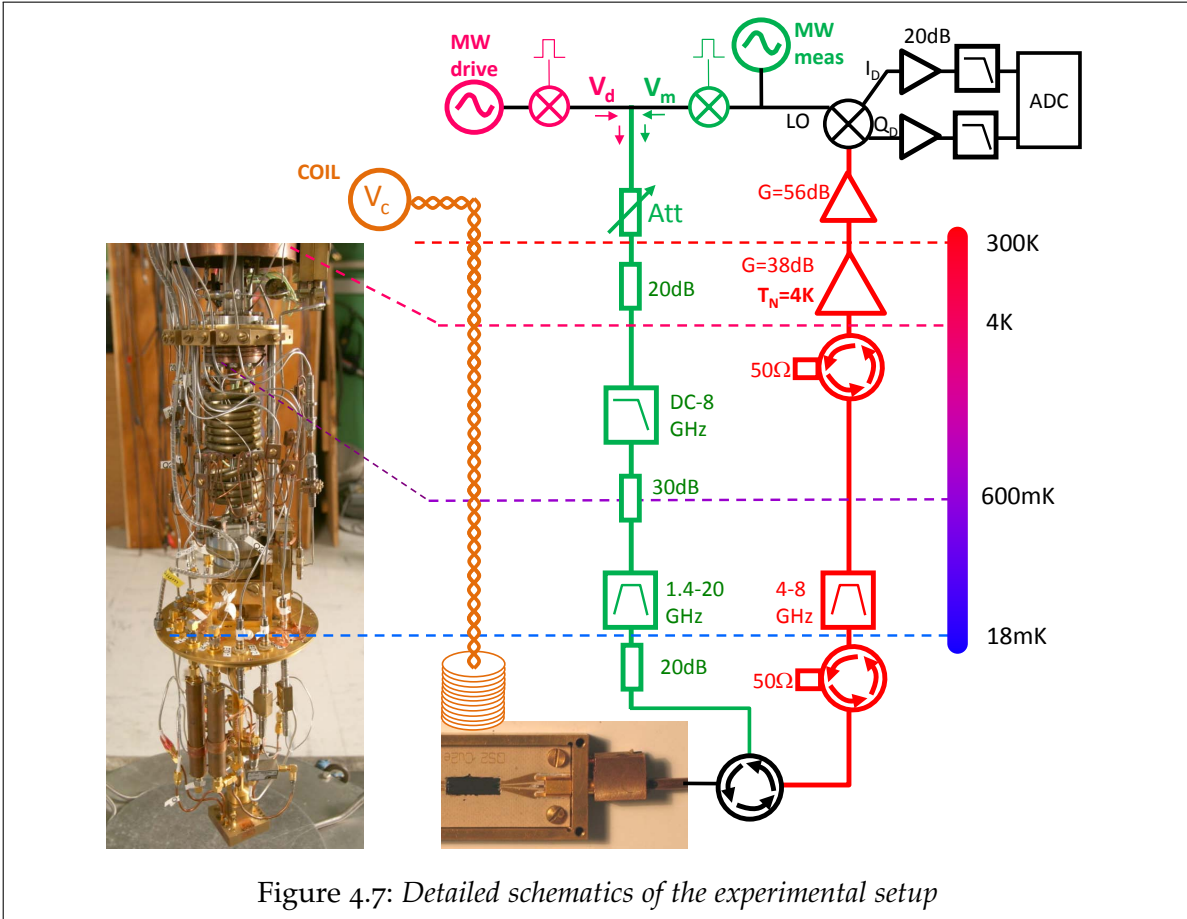 MW
drive
V_d
V_m
MW
meas
20dB
I_D
Q_D
ADC
LO
COIL
V_c
Att
G=56dB
300K
G=38dB
T_N=4K
20dB
4K
50Ω
DC-8
GHz
30dB
600mK
1.4-20
GHz
4-8
GHz
18mK
20dB
50Ω
Figure 4.7: Detailed schematics of the experimental setup